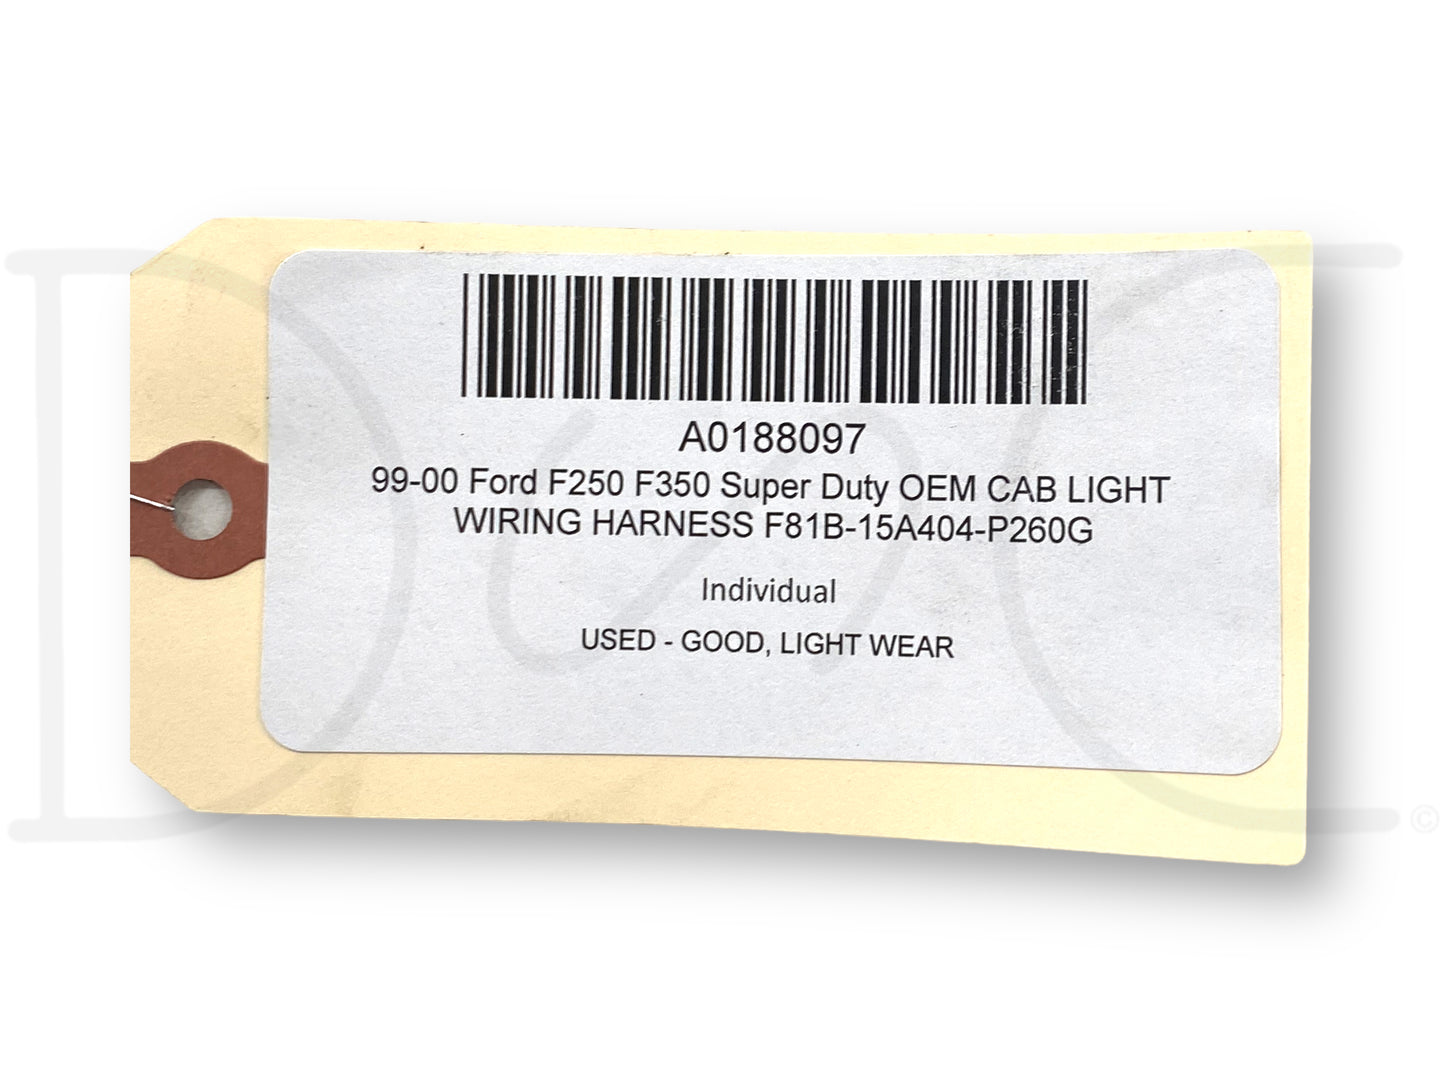 A0188097
99-00 Ford F250 F350 Super Duty OEM CAB LIGHT
WIRING HARNESS F81B-15A404-P260G
Individual
USED - GOOD, LIGHT WEAR
©